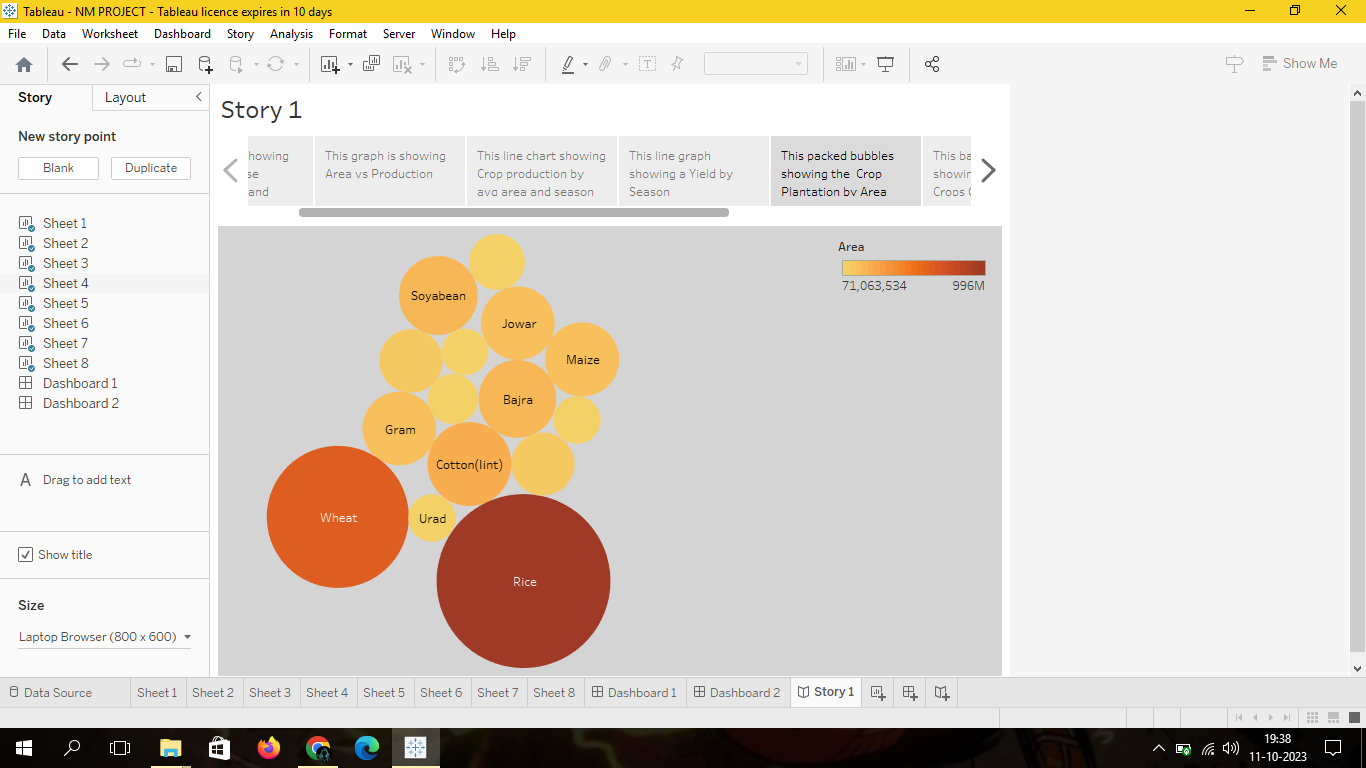 Tableau - NM PROJECT - Tableau licence expires in 10 days
File Data Worksheet Dashboard Story Analysis Format Server Window Help
Show Me
Story Layout
New story point
Blank Duplicate
Sheet 1
Sheet 2
Sheet 3
Sheet 4
Sheet 5
Sheet 6
Sheet 7
Sheet 8
Dashboard 1
Dashboard 2
A Drag to add text
Show title
Size
Laptop Browser (800 x 600)
Story 1
howing
se
and
This graph is showing
Area vs Production
This line chart showing
Crop production by
avg area and season
This line graph
showing a Yield by
Season
This packed bubbles
showing the Crop
Plantation by Area
This ba
showin
Crops
Area
71,063,534 996M
Soyabean
Jowar
Maize
Bajra
Gram
Cotton(lint)
Wheat
Urad
Rice
Data Source Sheet 1 Sheet 2 Sheet 3 Sheet 4 Sheet 5 Sheet 6 Sheet 7 Sheet 8 Dashboard 1 Dashboard 2 Story 1
19:38
11-10-2023